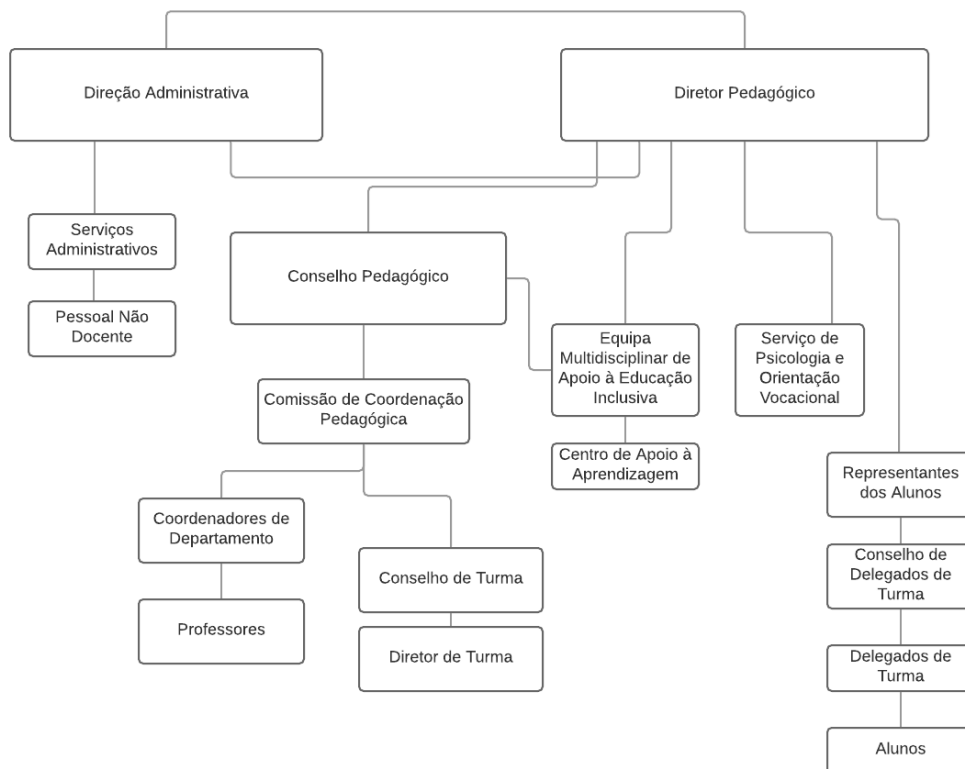 Direção Administrativa
Diretor Pedagógico
Serviços
Administrativos
Pessoal Não
Docente
Conselho Pedagógico
Equipa
Multidisciplinar de
Apoio à Educação
Inclusiva
Serviço de
Psicologia e
Orientação
Vocacional
Comissão de Coordenação
Pedagógica
Centro de Apoio à
Aprendizagem
Representantes
dos Alunos
Coordenadores de
Departamento
Conselho de Turma
Conselho de
Delegados de
Turma
Professores
Diretor de Turma
Delegados de
Turma
Alunos